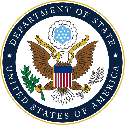 DEPARTMENT OF STATE
UNITED STATES OF AMERICA